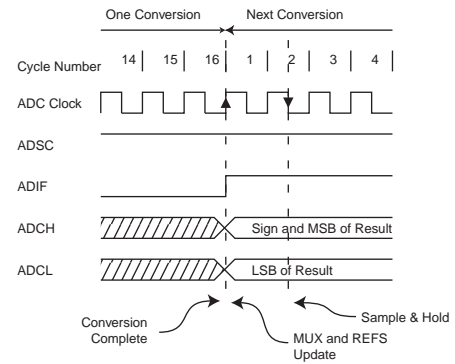 One Conversion Next Conversion
Cycle Number 14 15 16 1 2 3 4
ADC Clock
ADSC
ADIF
ADCH Sign and MSB of Result
ADCL LSB of Result
Conversion
Complete
MUX and REFS
Update
Sample & Hold